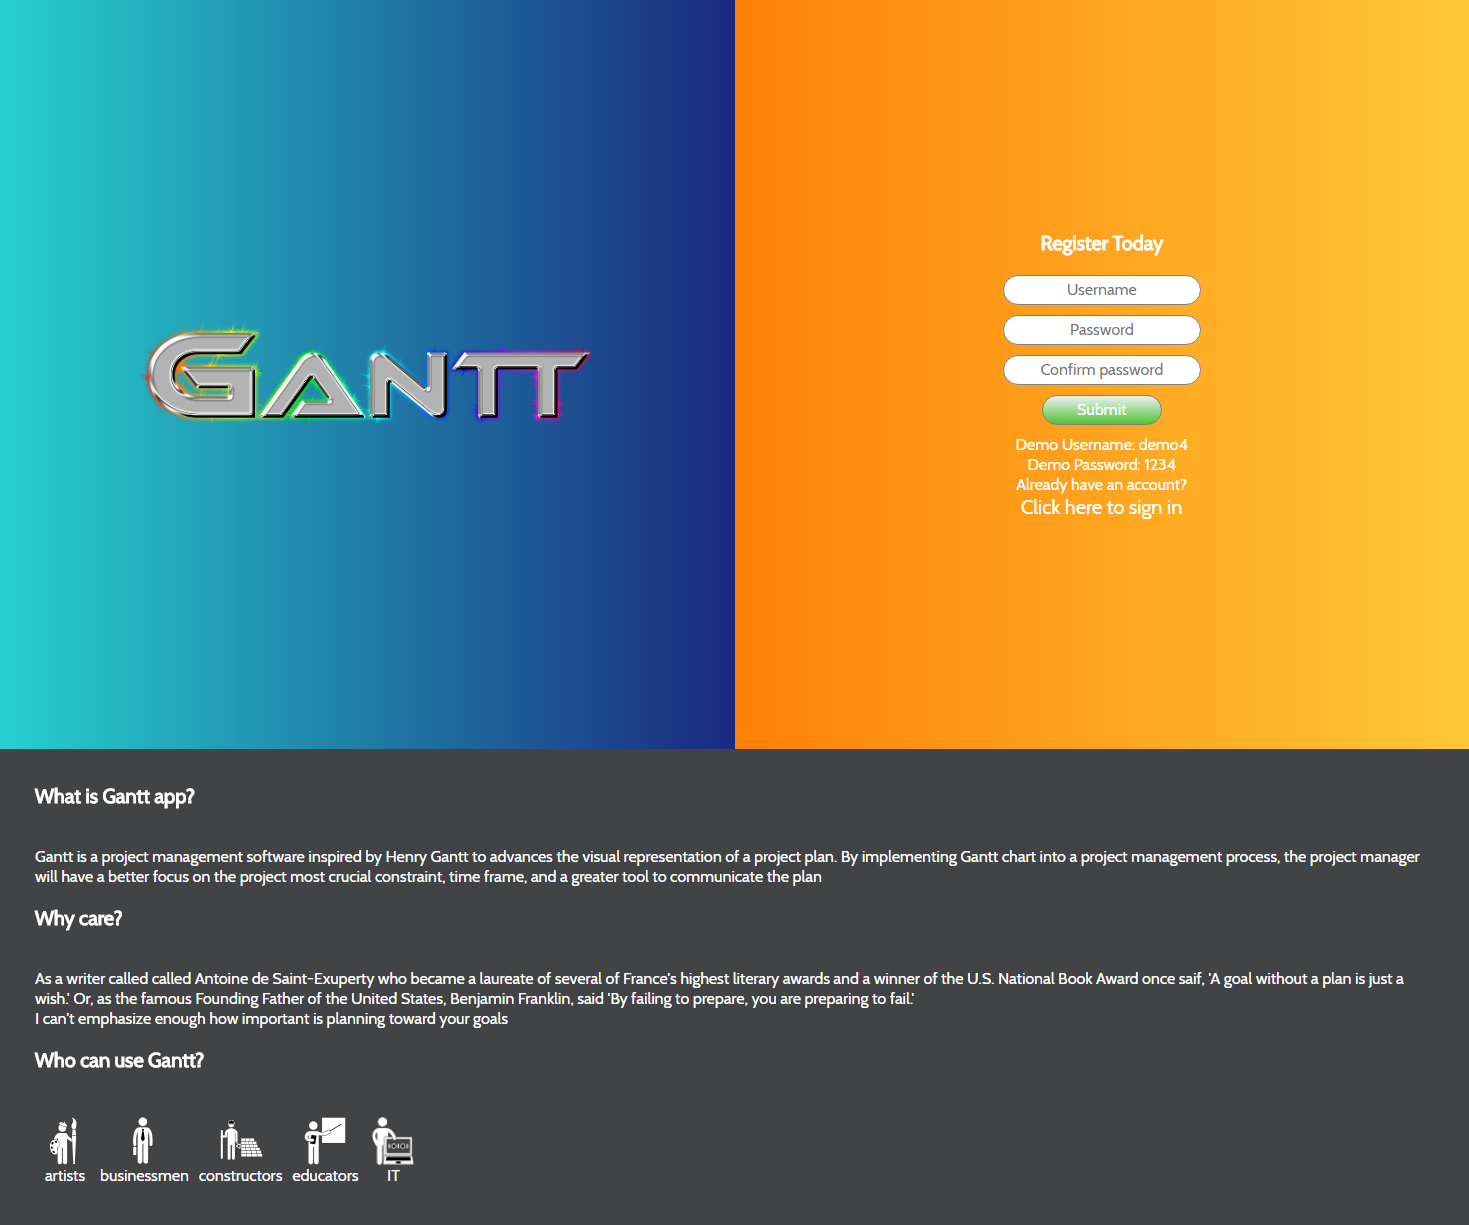 GANTT
Register Today
Username
Password
Confirm password
Submit
Demo Username: demo4
Demo Password: 1234
Already have an account?
Click here to sign in
What is Gantt app?
Gantt is a project management software inspired by Henry Gantt to advances the visual representation of a project plan. By implementing Gantt chart into a project management process, the project manager
will have a better focus on the project most crucial constraint, time frame, and a greater tool to communicate the plan
Why care?
As a writer called called Antoine de Saint-Exuperty who became a laureate of several of France's highest literary awards and a winner of the U.S. National Book Award once saif, 'A goal without a plan is just a
wish.' Or, as the famous Founding Father of the United States, Benjamin Franklin, said 'By failing to prepare, you are preparing to fail.'
I can't emphasize enough how important is planning toward your goals
Who can use Gantt?
artists businessmen constructors educators IT